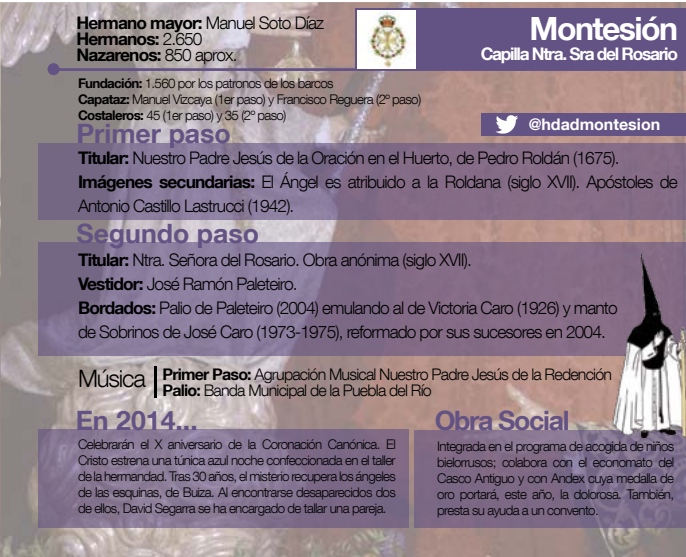 Hermano mayor: Manuel Soto Díaz
Hermanos: 2.650
Nazarenos: 850 aprox.
Montesión
Capilla Ntra. Sra del Rosario
Fundación: 1.560 por los patronos de los barcos
Capataz: Manuel Vizcaya (1er paso) y Francisco Reguera (2º paso)
Costaleros: 45 (1er paso) y 35 (2º paso)
@hdadmontesion
Primer paso
Titular: Nuestro Padre Jesús de la Oración en el Huerto, de Pedro Roldán (1675).
Imágenes secundarias: El Ángel es atribuido a la Roldana (siglo XVII). Apóstoles de
Antonio Castillo Lastrucci (1942).
Segundo paso
Titular: Ntra. Señora del Rosario. Obra anónima (siglo XVII).
Vestidor: José Ramón Paleteiro.
Bordados: Palio de Paleteiro (2004) emulando al de Victoria Caro (1926) y manto
de Sobrinos de José Caro (1973-1975), reformado por sus sucesores en 2004.
Música
Primer Paso: Agrupación Musical Nuestro Padre Jesús de la Redención
Palio: Banda Municipal de la Puebla del Río
En 2014...
Celebrarán el X aniversario de la Coronación Canónica. El
Cristo estrena una túnica azul noche confeccionada en el taller
de la hermandad. Tras 30 años, el misterio recupera los ángeles
de las esquinas, de Buiza. Al encontrarse desaparecidos dos
de ellos, David Segarra se ha encargado de tallar una pareja.
Obra Social
Integrada en el programa de acogida de niños
bielorrusos; colabora con el economato del
Casco Antiguo y con Andex cuya medalla de
oro portará, este año, la dolorosa. También,
presta su ayuda a un convento.